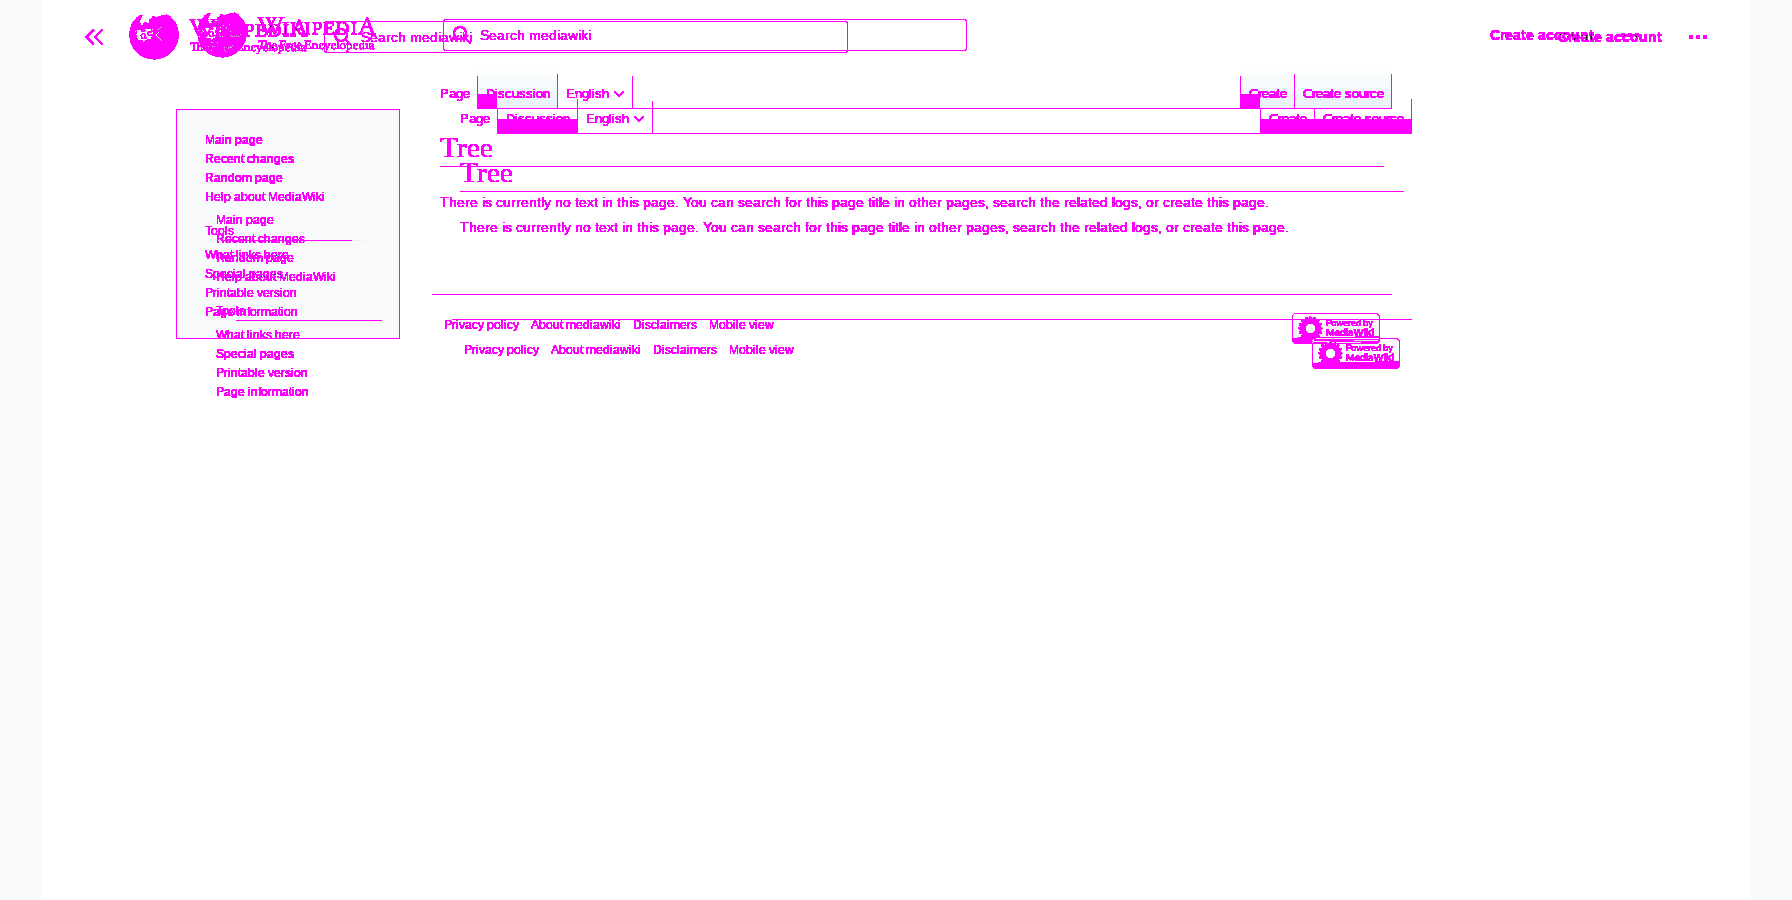 WIKIPEDIA
The Free Encyclopedia
Search mediawiki
Search mediawiki
Create account
Create account
Page Discussion English Create Create source
Page Discussion English Create Create source
Tree
Tree
There is currently no text in this page. You can search for this page title in other pages, search the related logs, or create this page.
There is currently no text in this page. You can search for this page title in other pages, search the related logs, or create this page.
Main page
Recent changes
Random page
Help about MediaWiki
Main page
Tools
Recent changes
What links here
Random page
Special pages
Help about MediaWiki
Printable version
Page information
Tools
What links here
Special pages
Printable version
Page information
Privacy policy About mediawiki Disclaimers Mobile view
Powered by
MediaWiki
Privacy policy About mediawiki Disclaimers Mobile view
Powered by
MediaWiki